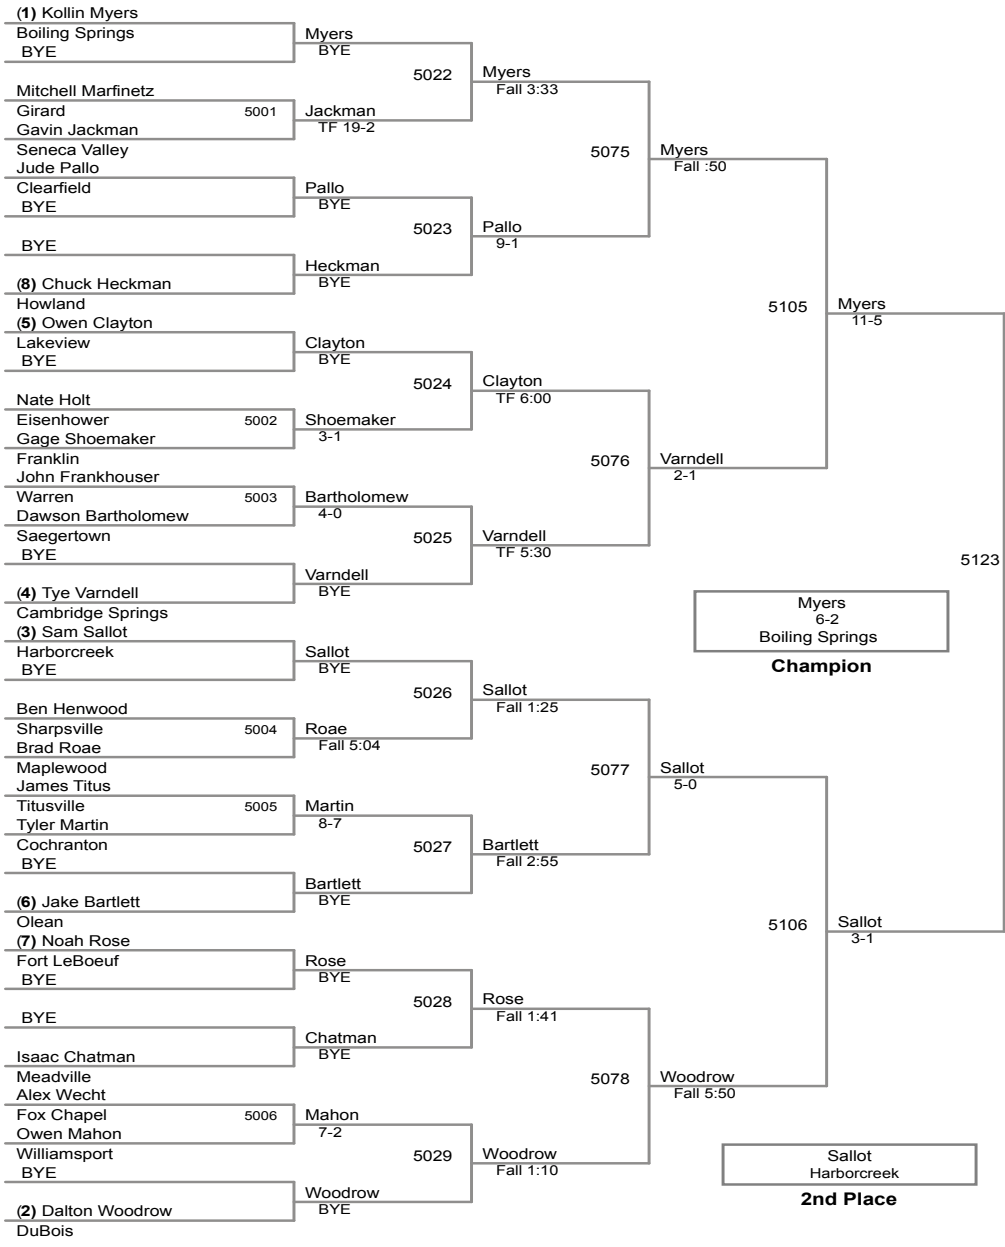 (1) Kollin Myers
Boiling Springs
BYE
Mitchell Marfinetz
Girard
5001
Gavin Jackman
Seneca Valley
Jude Pallo
Clearfield
BYE
BYE
(8) Chuck Heckman
Howland
(5) Owen Clayton
Lakeview
BYE
Nate Holt
Eisenhower
5002
Gage Shoemaker
Franklin
John Frankhouser
Warren
5003
Dawson Bartholomew
Saegertown
BYE
(4) Tye Varndell
Cambridge Springs
(3) Sam Sallot
Harborcreek
BYE
Ben Henwood
Sharpsville
5004
Brad Roae
Maplewood
James Titus
Titusville
5005
Tyler Martin
Cochranton
BYE
(6) Jake Bartlett
Olean
(7) Noah Rose
Fort LeBoeuf
BYE
BYE
Isaac Chatman
Meadville
Alex Wecht
Fox Chapel
5006
Owen Mahon
Williamsport
BYE
(2) Dalton Woodrow
DuBois
Myers
BYE
5022
Jackman
TF 19-2
Pallo
BYE
5023
Heckman
BYE
Clayton
BYE
5024
Shoemaker
3-1
Bartholomew
4-0
5025
Varndell
BYE
Sallot
BYE
5026
Roae
Fall 5:04
Martin
8-7
5027
Bartlett
BYE
Rose
BYE
5028
Chatman
BYE
Mahon
7-2
5029
Woodrow
BYE
Myers
Fall 3:33
5075
Pallo
9-1
Clayton
TF 6:00
5076
Varndell
TF 5:30
Sallot
Fall 1:25
5077
Bartlett
Fall 2:55
Rose
Fall 1:41
5078
Woodrow
Fall 1:10
Myers
Fall :50
5105
Varndell
2-1
Sallot
5-0
5106
Woodrow
Fall 5:50
Myers
11-5
5123
Sallot
3-1
Myers
6-2
Boiling Springs
Champion
Sallot
Harborcreek
2nd Place